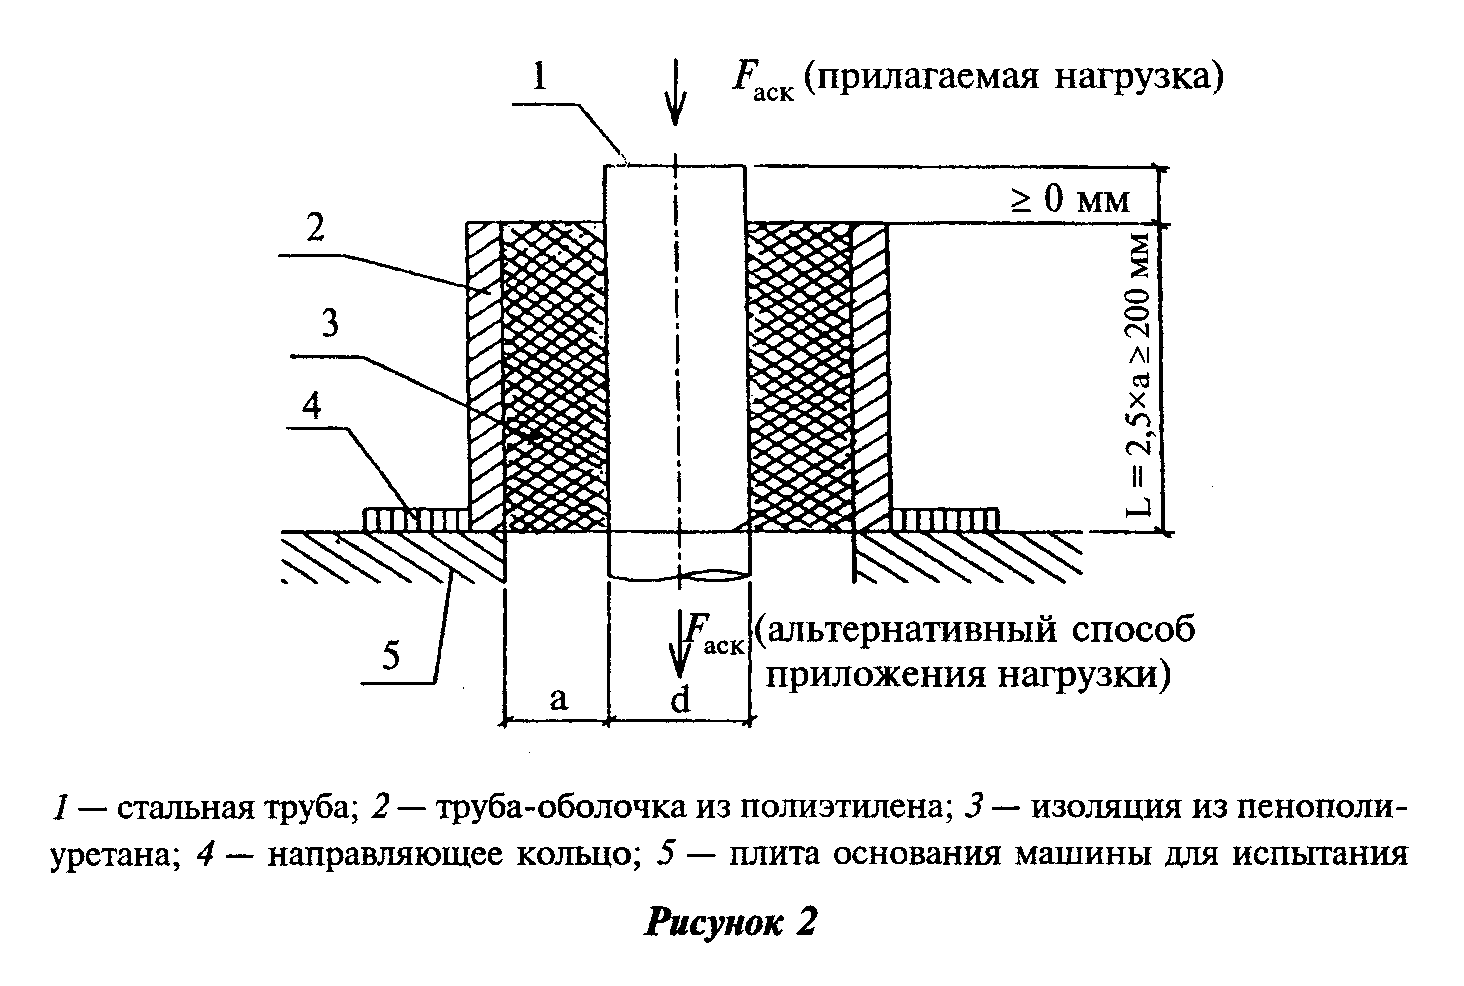 1
F аск (прилагаемая нагрузка)
≥ 0 мм
2
L = 2,5×a ≥ 200 мм
3
4
5
F аск (альтернативный способ
приложения нагрузки)
a
d
1 — стальная труба; 2 — труба-оболочка из полиэтилена; 3 — изоляция из пенополи-
уретана; 4 — направляющее кольцо; 5 — плита основания машины для испытания
Рисунок 2